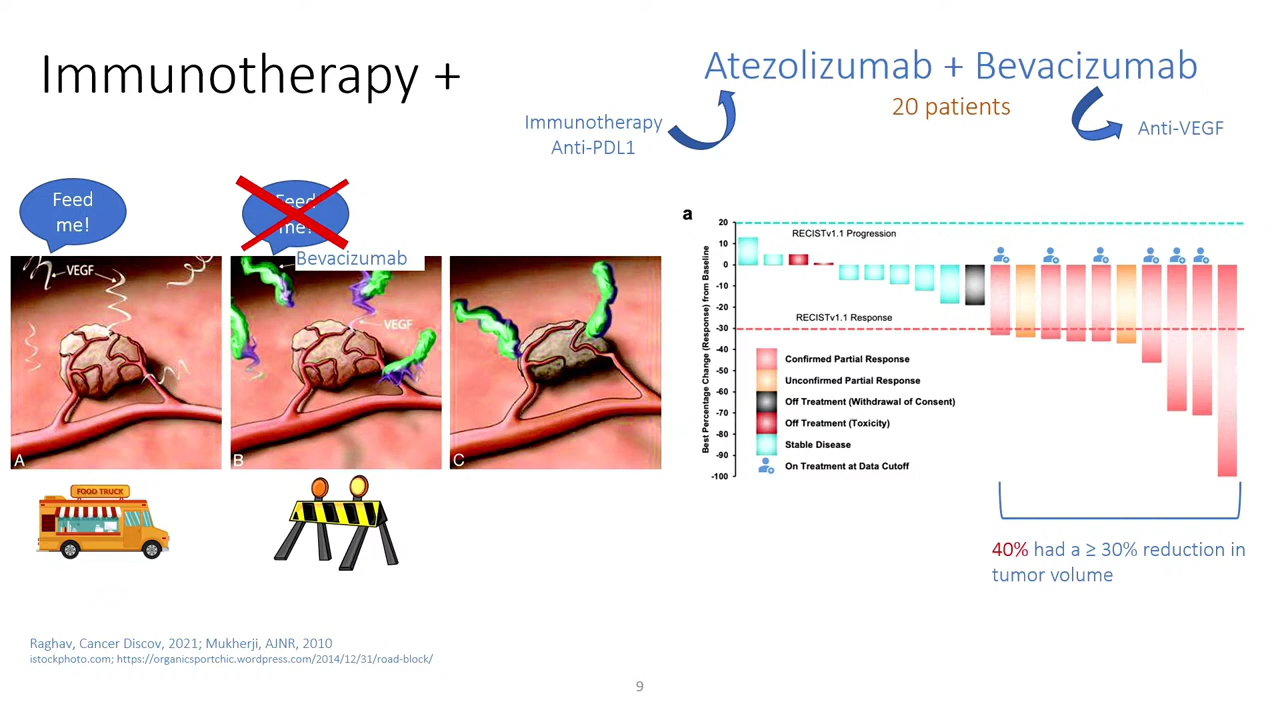 Immunotherapy +
Atezolizumab + Bevacizumab
20 patients
Immunotherapy
Anti-PDL1
Anti-VEGF
Feed
me!
Feed
me!
Bevacizumab
VEGF
VEGF
A
B
C
FOOD TRUCK
a
Best Percentage Change (Response) from Baseline
20
10
0
-10
-20
-30
-40
-50
-60
-70
-80
-90
-100
RECISTv1.1 Progression
RECISTv1.1 Response
Confirmed Partial Response
Unconfirmed Partial Response
Off Treatment (Withdrawal of Consent)
Off Treatment (Toxicity)
Stable Disease
On Treatment at Data Cutoff
40% had a ≥ 30% reduction in
tumor volume
Raghav, Cancer Discov, 2021; Mukherji, AJNR, 2010
istockphoto.com; https://organicsportchic.wordpress.com/2014/12/31/road-block/
9